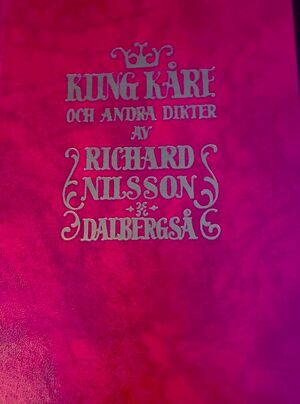 KUNG KÅRE
OCH ANDRA DIKTER
AV
RICHARD
NILSSON
DALBERGSÅ